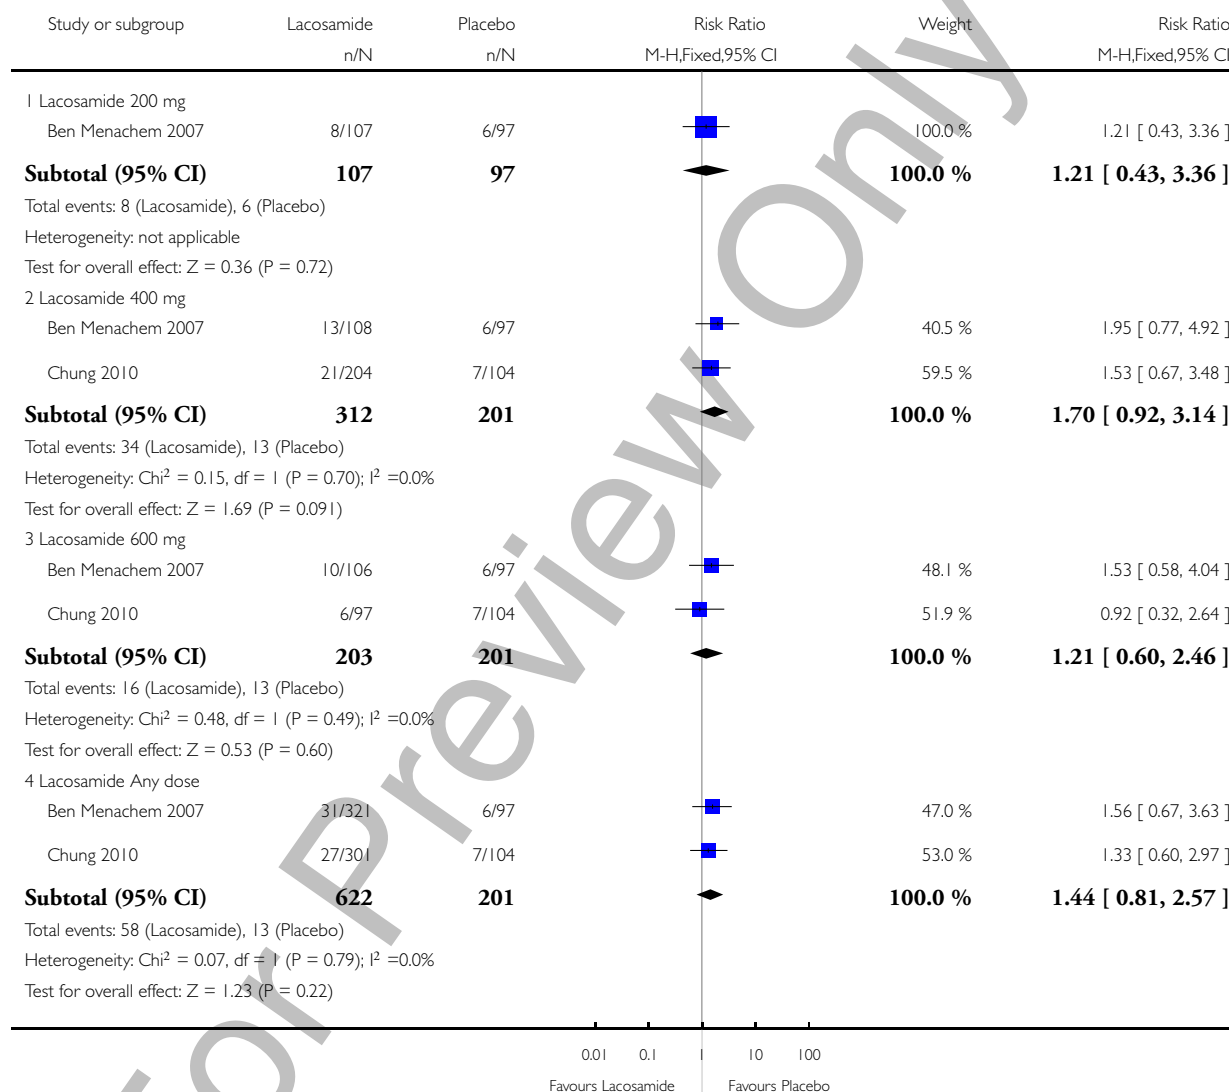 Study or subgroup Lacosamide Placebo Risk Ratio Weight Risk Ratio
n/N n/N M-H,Fixed,95% CI M-H,Fixed,95% CI
1 Lacosamide 200 mg
Ben Menachem 2007 8/107 6/97 100.0 % 1.21 [ 0.43, 3.36 ]
Subtotal (95% CI) 107 97 100.0 % 1.21 [ 0.43, 3.36 ]
Total events: 8 (Lacosamide), 6 (Placebo)
Heterogeneity: not applicable
Test for overall effect: Z = 0.36 (P = 0.72)
2 Lacosamide 400 mg
Ben Menachem 2007 13/108 6/97 40.5 % 1.95 [ 0.77, 4.92 ]
Chung 2010 21/204 7/104 59.5 % 1.53 [ 0.67, 3.48 ]
Subtotal (95% CI) 312 201 100.0 % 1.70 [ 0.92, 3.14 ]
Total events: 34 (Lacosamide), 13 (Placebo)
Heterogeneity: Chi² = 0.15, df = 1 (P = 0.70); I² =0.0%
Test for overall effect: Z = 1.69 (P = 0.091)
3 Lacosamide 600 mg
Ben Menachem 2007 10/106 6/97 48.1 % 1.53 [ 0.58, 4.04 ]
Chung 2010 6/97 7/104 51.9 % 0.92 [ 0.32, 2.64 ]
Subtotal (95% CI) 203 201 100.0 % 1.21 [ 0.60, 2.46 ]
Total events: 16 (Lacosamide), 13 (Placebo)
Heterogeneity: Chi² = 0.48, df = 1 (P = 0.49); I² =0.0%
Test for overall effect: Z = 0.53 (P = 0.60)
4 Lacosamide Any dose
Ben Menachem 2007 31/321 6/97 47.0 % 1.56 [ 0.67, 3.63 ]
Chung 2010 27/301 7/104 53.0 % 1.33 [ 0.60, 2.97 ]
Subtotal (95% CI) 622 201 100.0 % 1.44 [ 0.81, 2.57 ]
Total events: 58 (Lacosamide), 13 (Placebo)
Heterogeneity: Chi² = 0.07, df = 1 (P = 0.79); I² =0.0%
Test for overall effect: Z = 1.23 (P = 0.22)
0.01 0.1 1 10 100
Favours Lacosamide Favours Placebo
For Preview Only